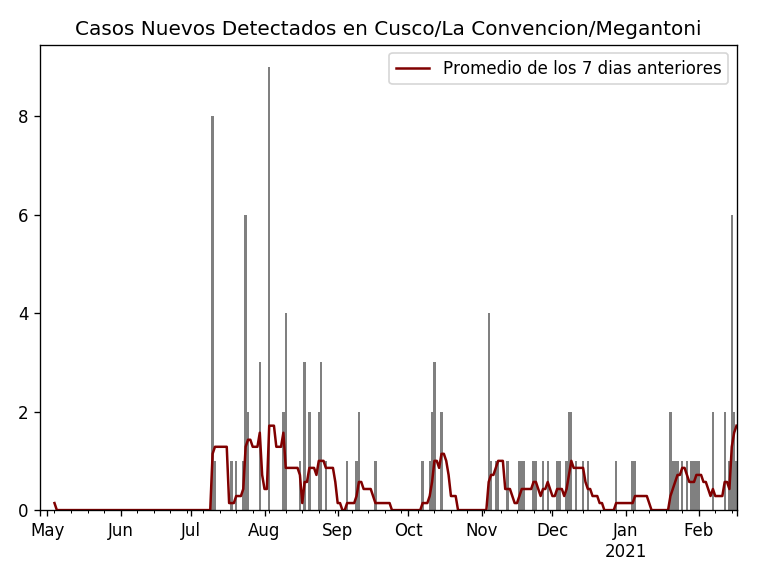 Casos Nuevos Detectados en Cusco/La Convencion/Megantoni
Promedio de los 7 dias anteriores
8
6
4
2
0
May Jun Jul Aug Sep Oct Nov Dec Jan Feb
2021